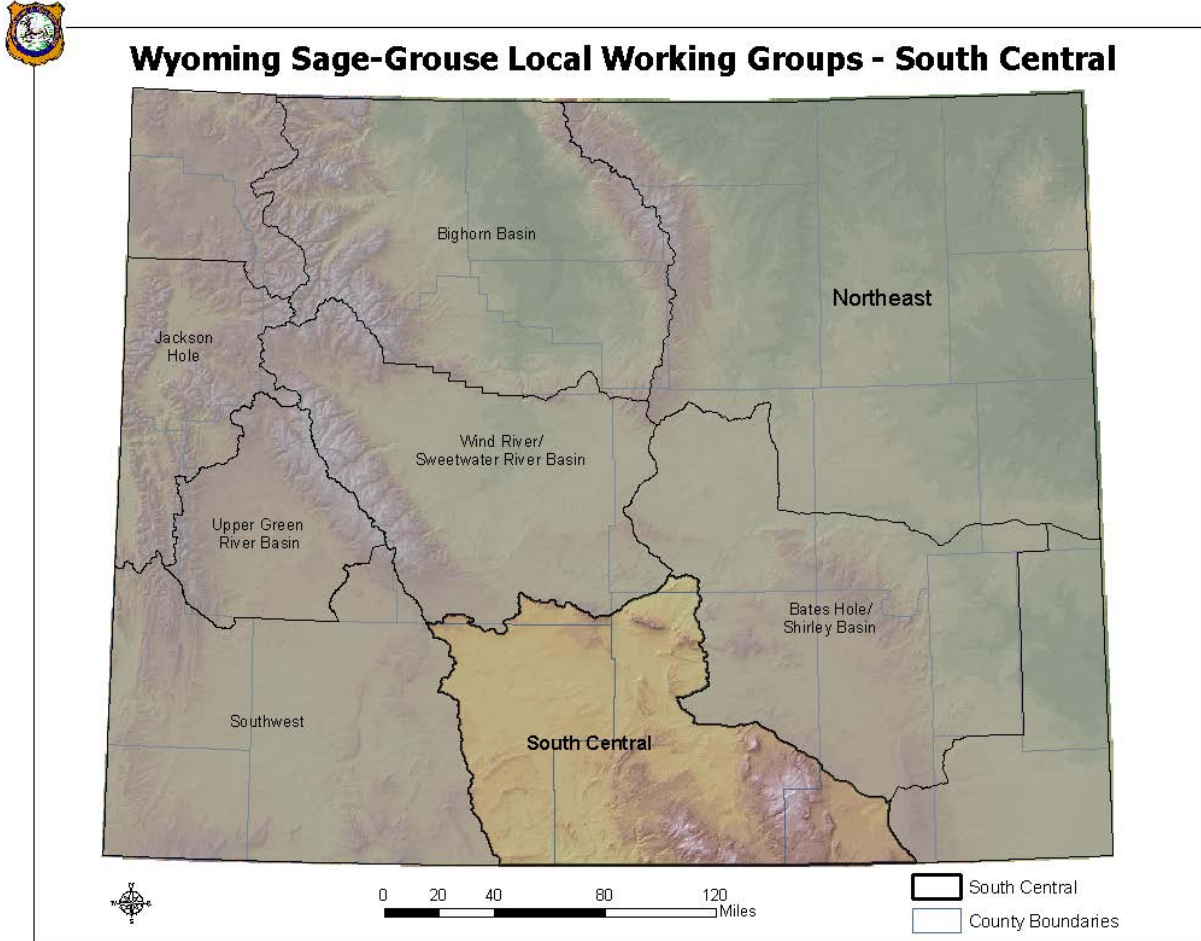 Wyoming Sage-Grouse Local Working Groups - South Central
Bighorn Basin
Northeast
Jackson
Hole
Wind River/
Sweetwater River Basin
Upper Green
River Basin
Bates Hole/
Shirley Basin
Southwest
South Central
0 20 40 80 120
Miles
South Central
County Boundaries